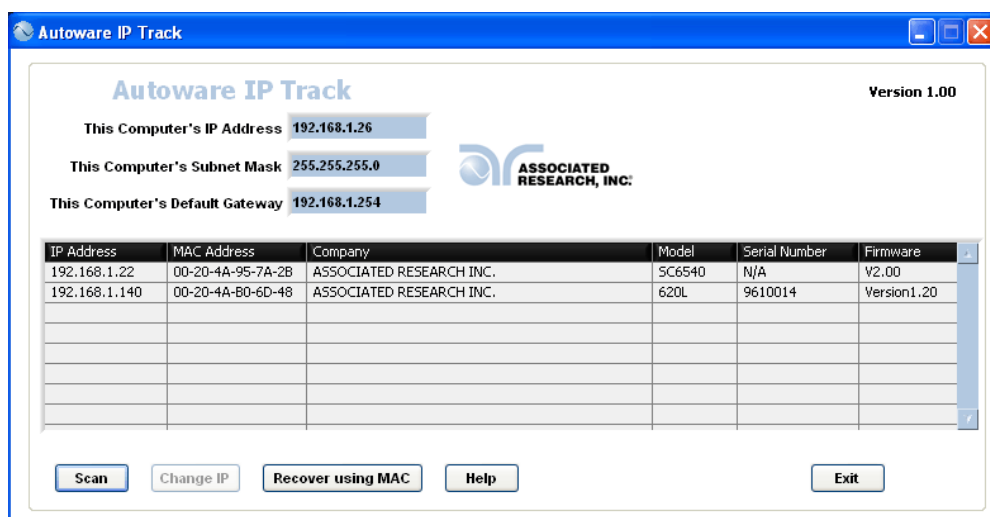 Autoware IP Track
Autoware IP Track
Version 1.00
This Computer's IP Address 192.168.1.26
This Computer's Subnet Mask 255.255.255.0
This Computer's Default Gateway 192.168.1.254
ASSOCIATED
RESEARCH, INC.
IP Address MAC Address Company Model Serial Number Firmware
192.168.1.22 00-20-4A-95-7A-2B ASSOCIATED RESEARCH INC. SC6540 N/A V2.00
192.168.1.140 00-20-4A-B0-6D-48 ASSOCIATED RESEARCH INC. 620L 9610014 Version1.20
Scan Change IP Recover using MAC Help Exit